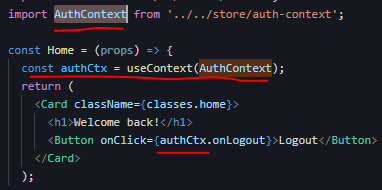 import AuthContext from '../../store/auth-context';
const Home = (props) => {
const authCtx = useContext(AuthContext);
return (
<Card className={classes.home}>
<h1>Welcome back!</h1>
<Button onClick={authCtx.onLogout}>Logout</Button>
</Card>
);